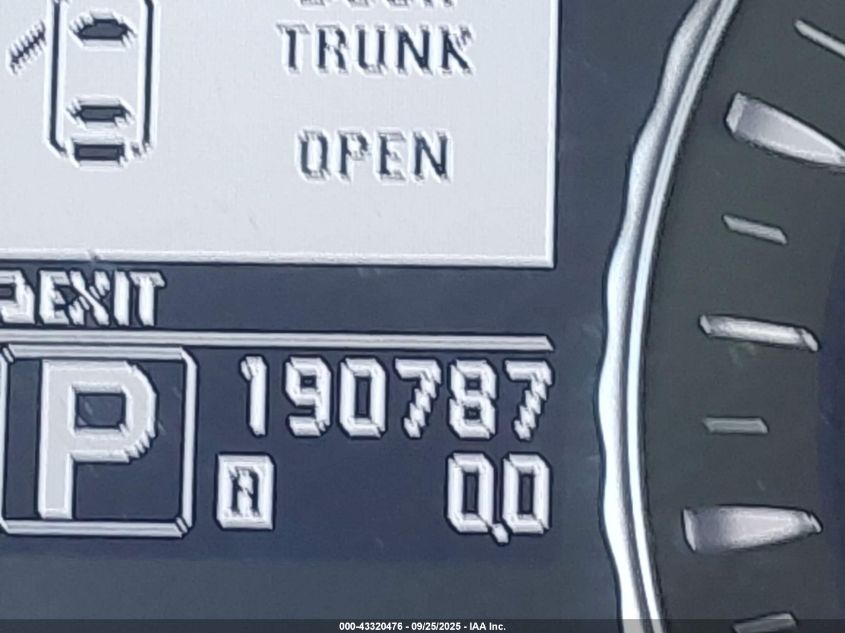 TRUNK
OPEN
EXIT
P
190787
A 0.0
000-43320476 - 09/25/2025 - IAA Inc.